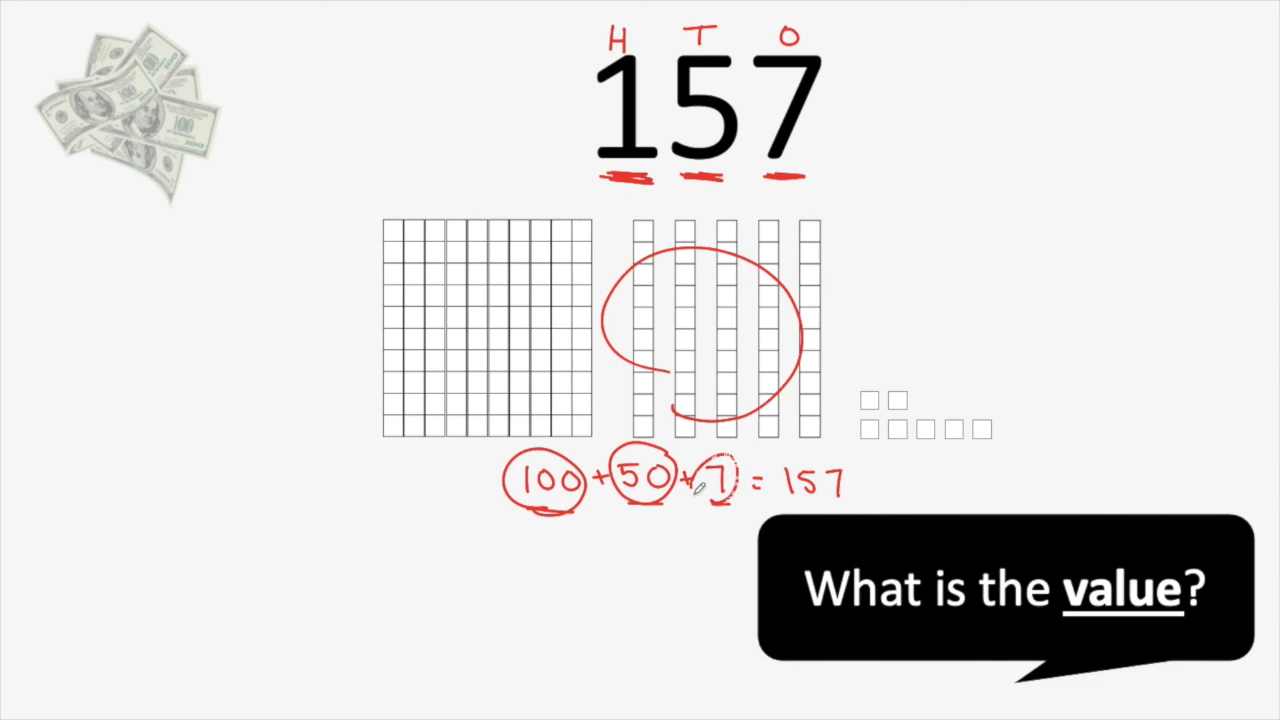 H T O
157
100 + 50 + 7 = 157
What is the value?